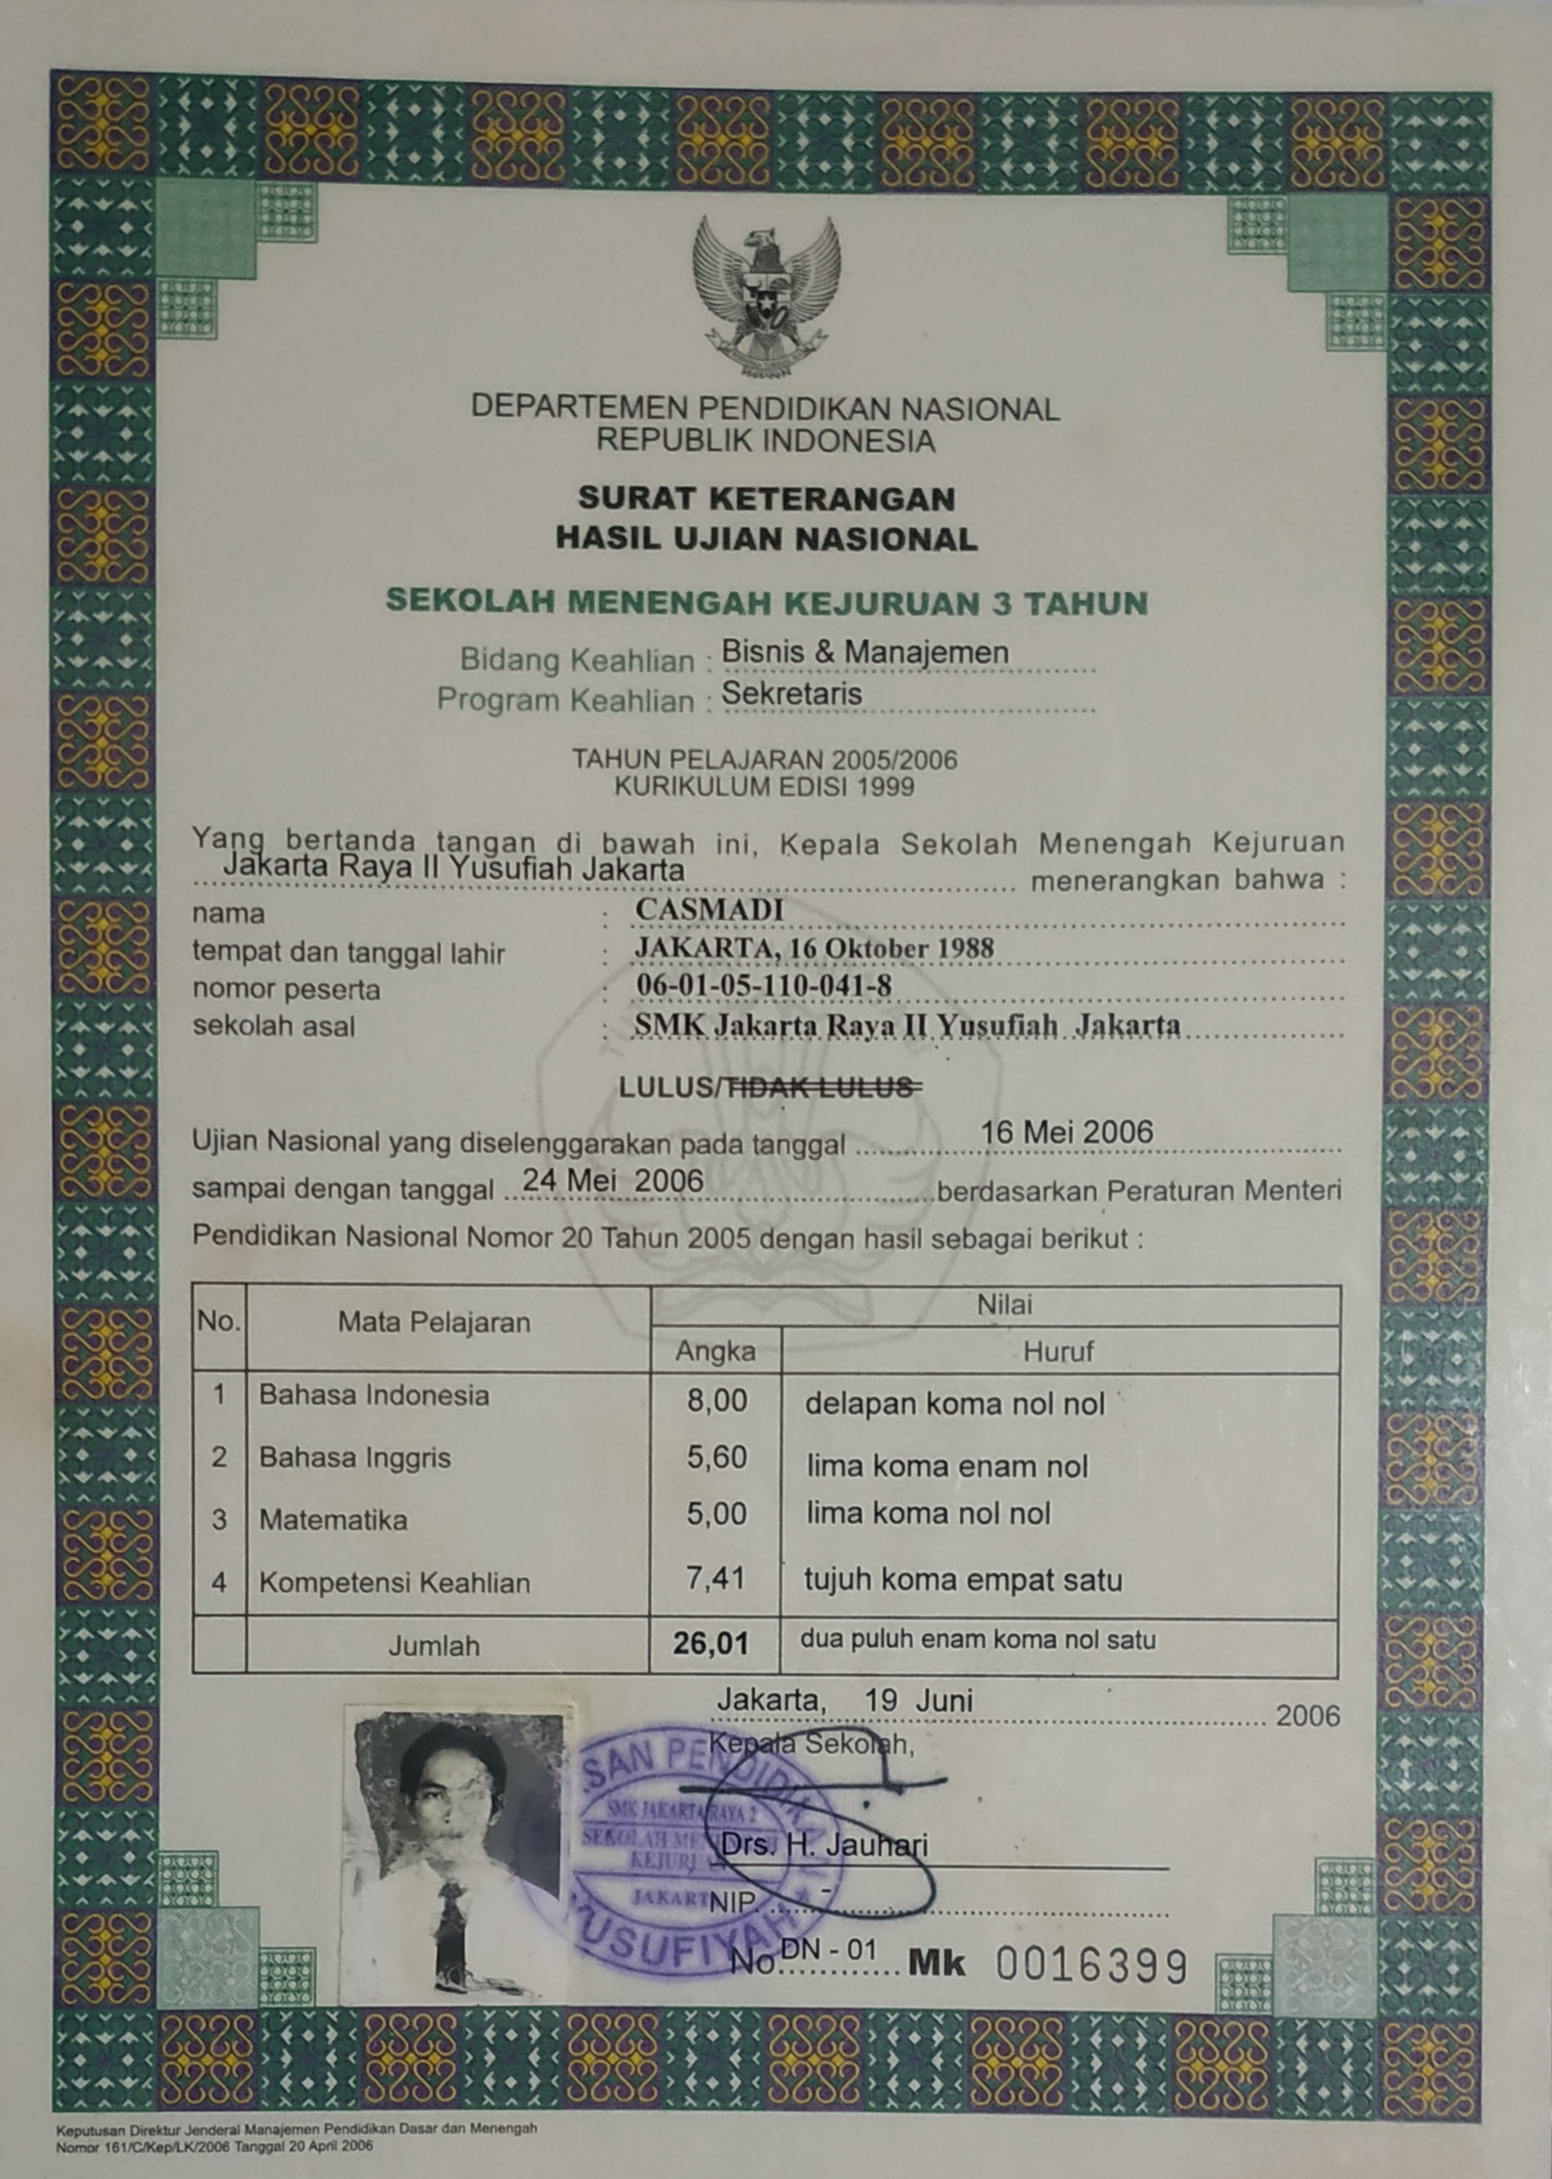 DEPARTEMEN PENDIDIKAN NASIONAL
REPUBLIK INDONESIA
SURAT KETERANGAN
HASIL UJIAN NASIONAL
SEKOLAH MENENGAH KEJURUAN 3 TAHUN
Bidang Keahlian : Bisnis & Manajemen
Program Keahlian : Sekretaris
TAHUN PELAJARAN 2005/2006
KURIKULUM EDISI 1999
Yang bertanda tangan di bawah ini, Kepala Sekolah Menengah Kejuruan
Jakarta Raya II Yusufiah Jakarta menerangkan bahwa :
nama : CASMADI
tempat dan tanggal lahir : JAKARTA, 16 Oktober 1988
nomor peserta : 06-01-05-110-041-8
sekolah asal : SMK Jakarta Raya II Yusufiah Jakarta
LULUS/TIDAK LULUS
Ujian Nasional yang diselenggarakan pada tanggal 16 Mei 2006
sampai dengan tanggal 24 Mei 2006 berdasarkan Peraturan Menteri
Pendidikan Nasional Nomor 20 Tahun 2005 dengan hasil sebagai berikut :
No. Mata Pelajaran Nilai
Angka Huruf
1 Bahasa Indonesia 8,00 delapan koma nol nol
2 Bahasa Inggris 5,60 lima koma enam nol
3 Matematika 5,00 lima koma nol nol
4 Kompetensi Keahlian 7,41 tujuh koma empat satu
Jumlah 26,01 dua puluh enam koma nol satu
Jakarta, 19 Juni 2006
Kepala Sekolah,
SAN PENDIDIKAN
SMK JAKARTA RAYA 2
SEKOLAH
JAKART
YUSUFIYAH
Drs. H. Jauhari
NIP. -
No. DN - 01 Mk 0016399
Keputusan Direktur Jenderal Manajemen Pendidikan Dasar dan Menengah
Nomor 161/C/Kep/LK/2006 Tanggal 20 April 2006